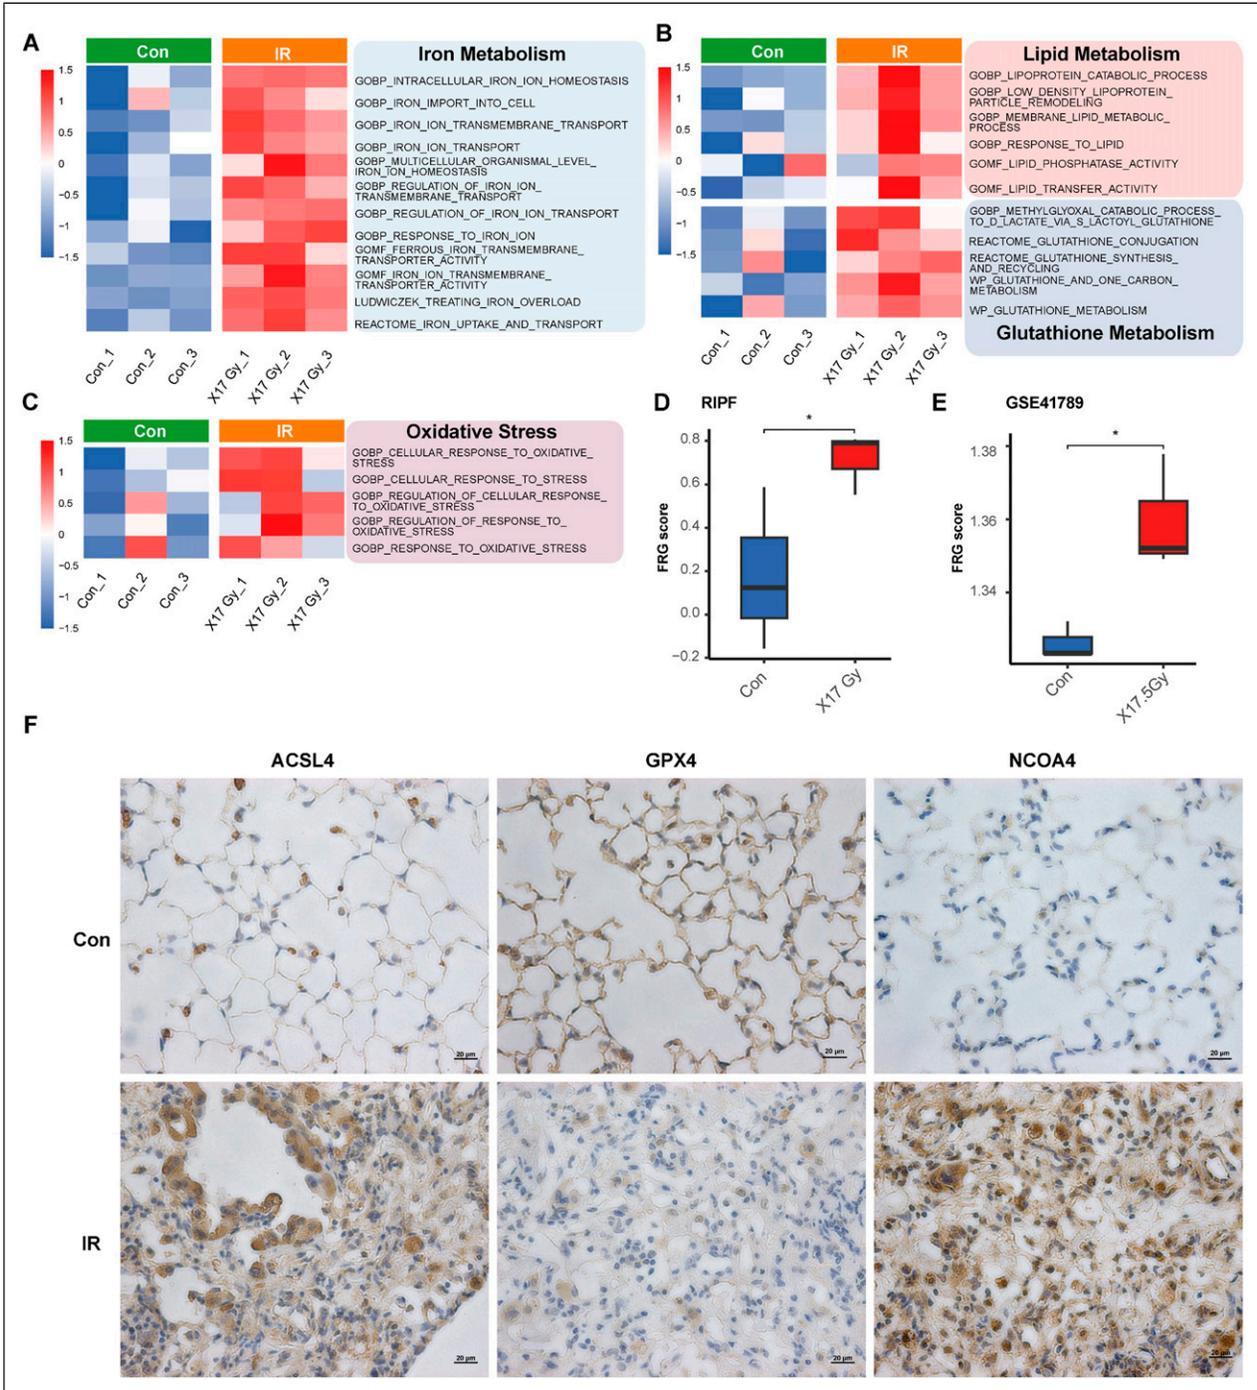 A
Con
IR
Iron Metabolism
1.5
1
0.5
0
−0.5
−1
−1.5
GOBP_INTRACELLULAR_IRON_ION_HOMEOSTASIS
GOBP_IRON_IMPORT_INTO_CELL
GOBP_IRON_ION_TRANSMEMBRANE_TRANSPORT
GOBP_IRON_ION_TRANSPORT
GOBP_MULTICELLULAR_ORGANISMAL_LEVEL_
IRON_ION_HOMEOSTASIS
GOBP_REGULATION_OF_IRON_ION_
TRANSMEMBRANE_TRANSPORT
GOBP_REGULATION_OF_IRON_ION_TRANSPORT
GOBP_RESPONSE_TO_IRON_ION
GOMF_FERROUS_IRON_TRANSMEMBRANE_
TRANSPORTER_ACTIVITY
GOMF_IRON_ION_TRANSMEMBRANE_
TRANSPORTER_ACTIVITY
LUDWICZEK_TREATING_IRON_OVERLOAD
REACTOME_IRON_UPTAKE_AND_TRANSPORT
Con_1
Con_2
Con_3
X17 Gy_1
X17 Gy_2
X17 Gy_3
B
Con
IR
Lipid Metabolism
1.5
1
0.5
0
−0.5
−1
−1.5
GOBP_LIPOPROTEIN_CATABOLIC_PROCESS
GOBP_LOW_DENSITY_LIPOPROTEIN_
PARTICLE_REMODELING
GOBP_MEMBRANE_LIPID_METABOLIC_
PROCESS
GOBP_RESPONSE_TO_LIPID
GOMF_LIPID_PHOSPHATASE_ACTIVITY
GOMF_LIPID_TRANSFER_ACTIVITY
GOBP_METHYLGLYOXAL_CATABOLIC_PROCESS_
TO_D_LACTATE_VIA_S_LACTOYL_GLUTATHIONE
REACTOME_GLUTATHIONE_CONJUGATION
REACTOME_GLUTATHIONE_SYNTHESIS_
AND_RECYCLING
WP_GLUTATHIONE_AND_ONE_CARBON_
METABOLISM
WP_GLUTATHIONE_METABOLISM
Glutathione Metabolism
Con_1
Con_2
Con_3
X17 Gy_1
X17 Gy_2
X17 Gy_3
C
Con
IR
Oxidative Stress
1.5
1
0.5
0
−0.5
−1
−1.5
GOBP_CELLULAR_RESPONSE_TO_OXIDATIVE_
STRESS
GOBP_CELLULAR_RESPONSE_TO_STRESS
GOBP_REGULATION_OF_CELLULAR_RESPONSE_
TO_OXIDATIVE_STRESS
GOBP_REGULATION_OF_RESPONSE_TO_
OXIDATIVE_STRESS
GOBP_RESPONSE_TO_OXIDATIVE_STRESS
Con_1
Con_2
Con_3
X17 Gy_1
X17 Gy_2
X17 Gy_3
D
RIPF
*
FRG score
0.8
0.6
0.4
0.2
0.0
−0.2
Con
X17 Gy
E
GSE41789
*
FRG score
1.38
1.36
1.34
Con
X17.5Gy
F
ACSL4
GPX4
NCOA4
Con
20 µm
20 µm
20 µm
IR
20 µm
20 µm
20 µm